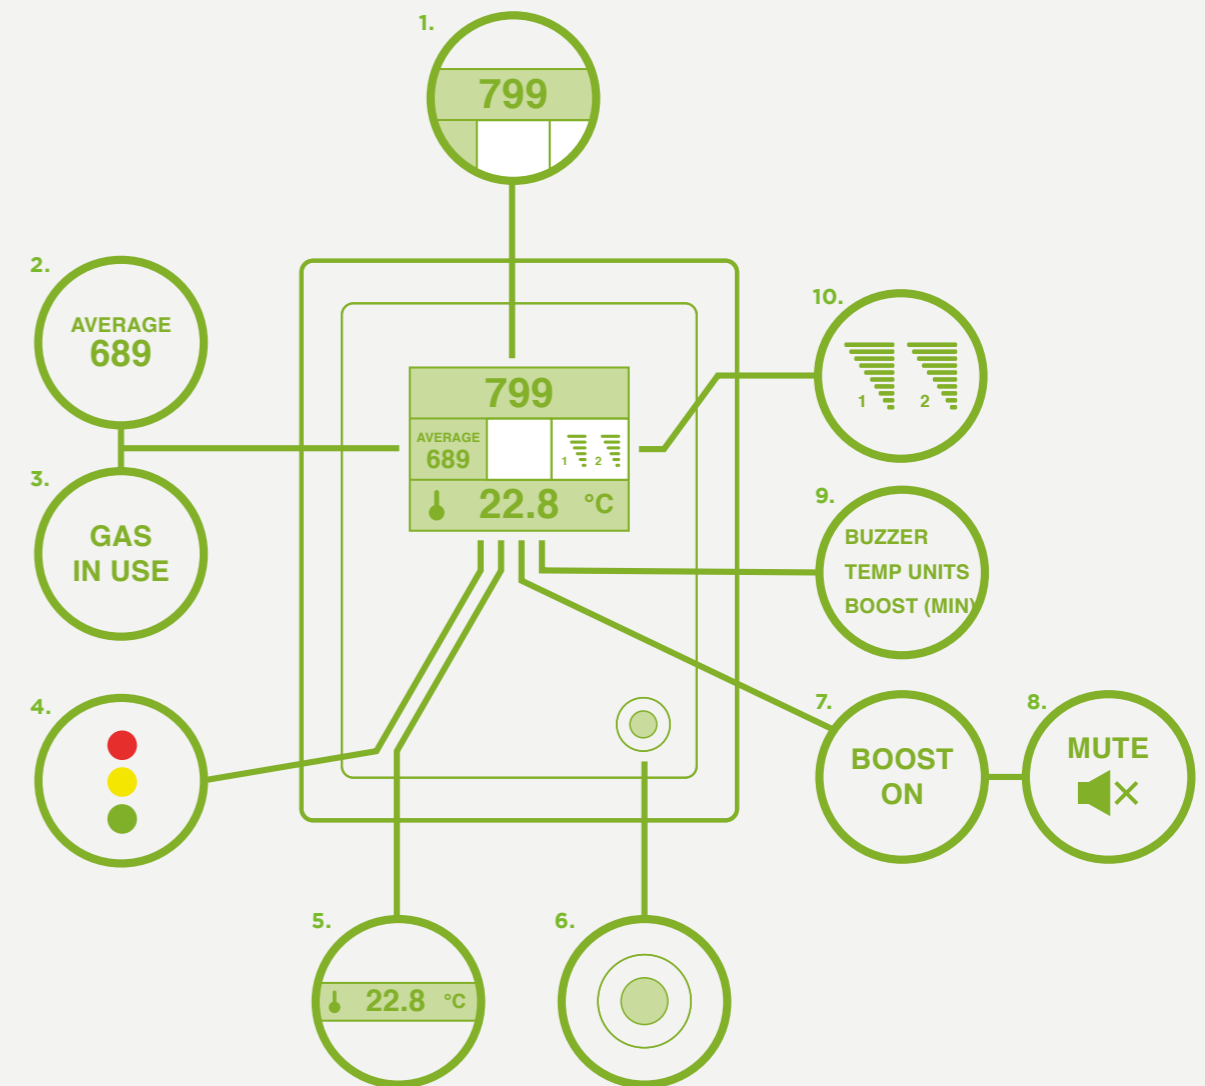 1.
799
2.
AVERAGE
689
3.
GAS
IN USE
799
AVERAGE
689
1 2
22.8 °C
10.
1 2
9.
BUZZER
TEMP UNITS
BOOST (MIN)
4.
7.
BOOST
ON
8.
MUTE
5.
22.8 °C
6.